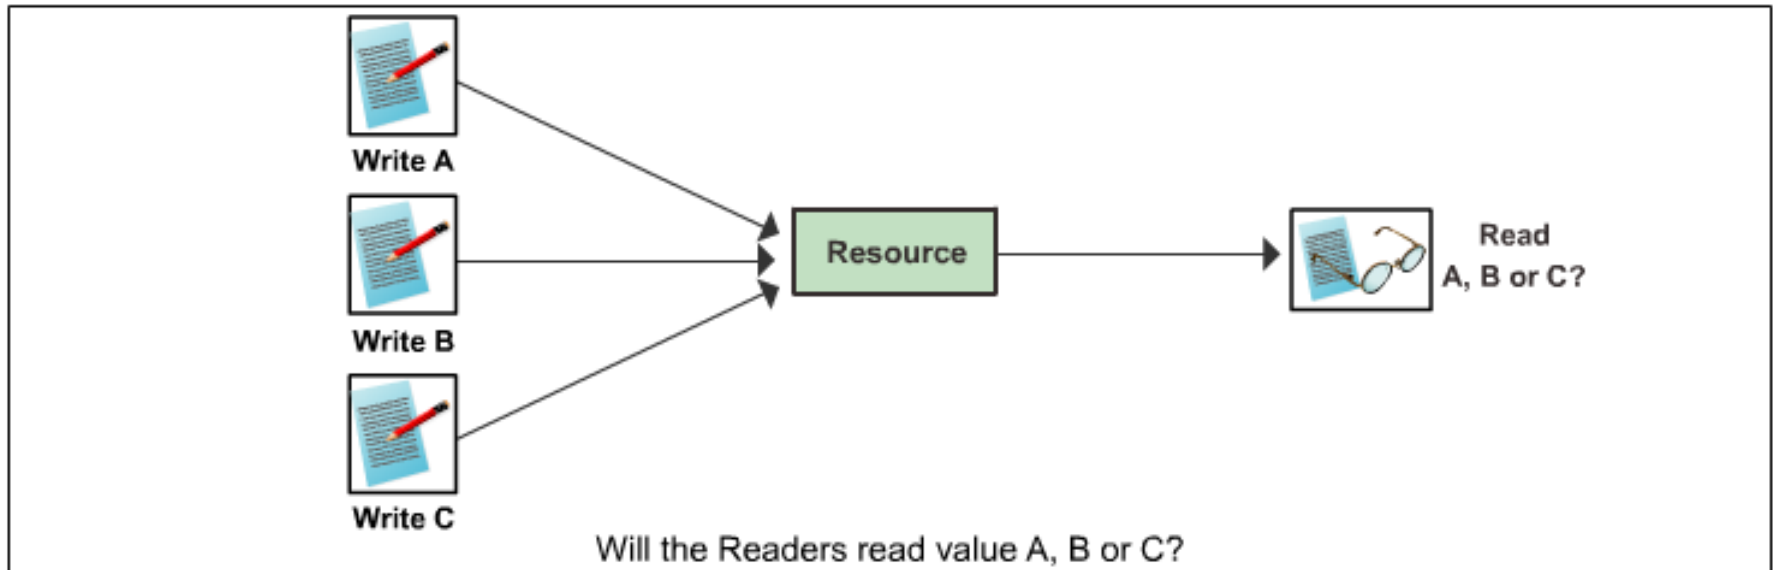 Write A
Write B
Write C
Resource
Read
A, B or C?
Will the Readers read value A, B or C?